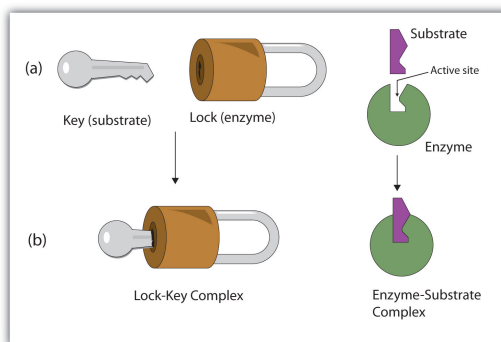 (a)
Key (substrate)
Lock (enzyme)
Substrate
Active site
Enzyme
(b)
Lock-Key Complex
Enzyme-Substrate
Complex